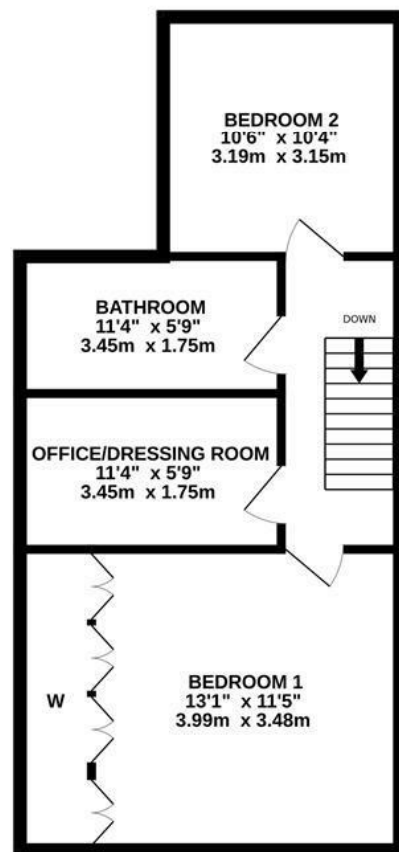 BEDROOM 2
10'6" x 10'4"
3.19m x 3.15m
BATHROOM
11'4" x 5'9"
3.45m x 1.75m
DOWN
OFFICE/DRESSING ROOM
11'4" x 5'9"
3.45m x 1.75m
W
BEDROOM 1
13'1" x 11'5"
3.99m x 3.48m